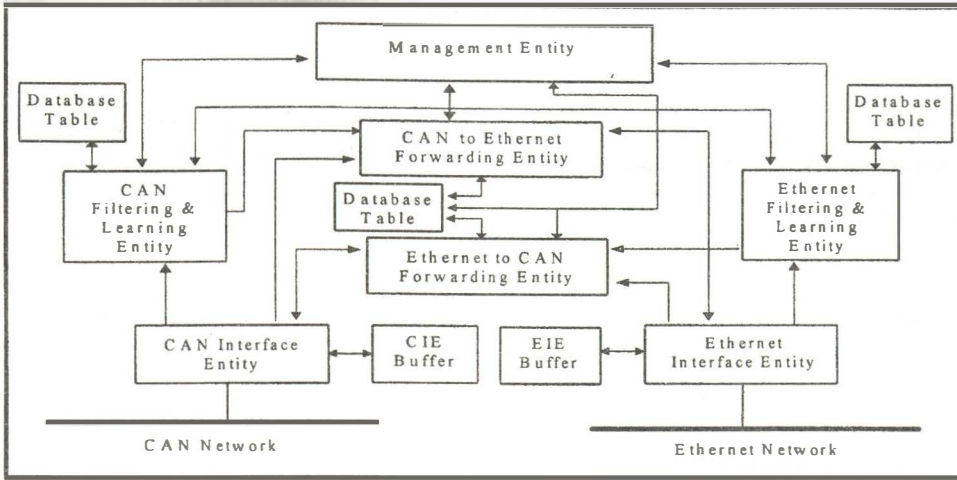 Management Entity
Database
Table
Database
Table
CAN to Ethernet
Forwarding Entity
CAN
Filtering &
Learning
Entity
Database
Table
Ethernet
Filtering &
Learning
Entity
Ethernet to CAN
Forwarding Entity
CAN Interface
Entity
CIE
Buffer
EIE
Buffer
Ethernet
Interface Entity
CAN Network
Ethernet Network